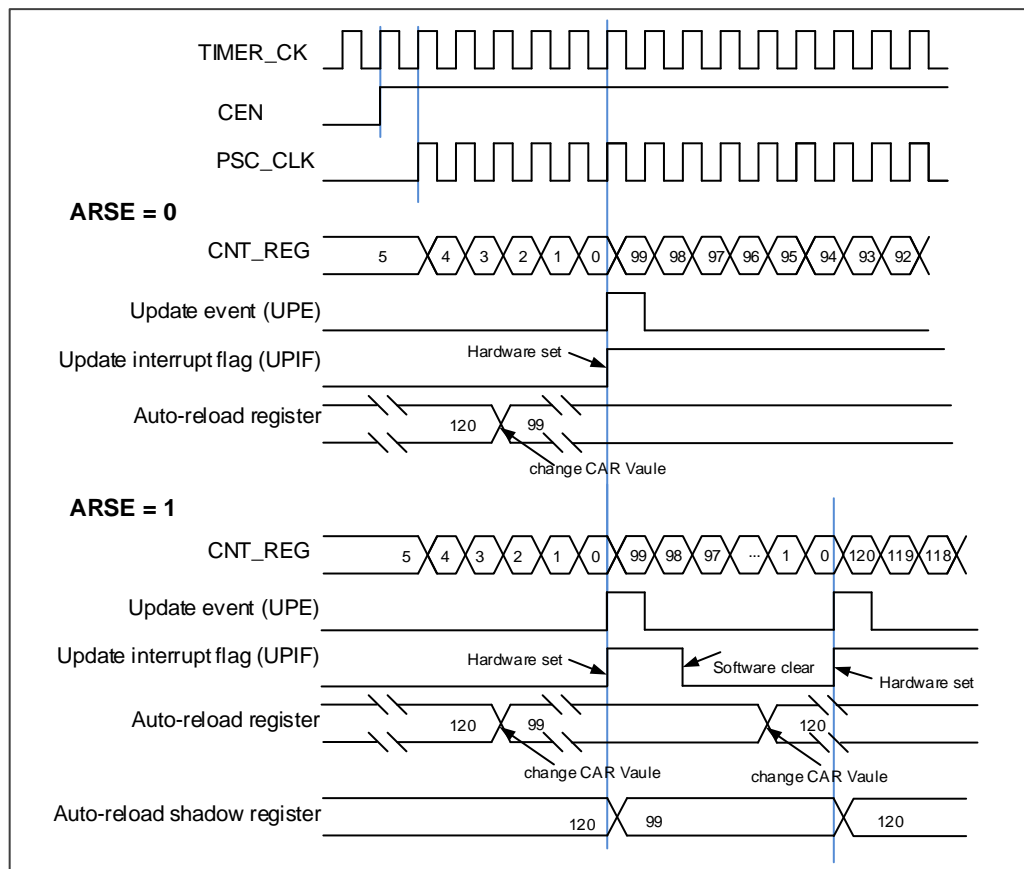 TIMER_CK
CEN
PSC_CLK
ARSE = 0
CNT_REG 5 4 3 2 1 0 99 98 97 96 95 94 93 92
Update event (UPE)
Update interrupt flag (UPIF) Hardware set
Auto-reload register 120 99
change CAR Vaule
ARSE = 1
CNT_REG 5 4 3 2 1 0 99 98 97 ... 1 0 120 119 118
Update event (UPE)
Update interrupt flag (UPIF) Hardware set Software clear Hardware set
Auto-reload register 120 99 120
change CAR Vaule change CAR Vaule
Auto-reload shadow register 120 99 120